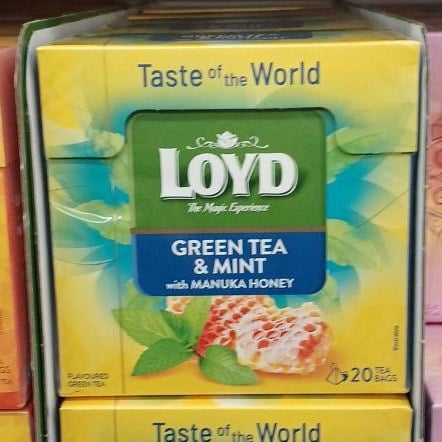 Taste of the World
LOYD
The Magic Experience
GREEN TEA
& MINT
with MANUKA HONEY
FLAVOURED
GREEN TEA
20 TEA
BAGS
Taste of the World